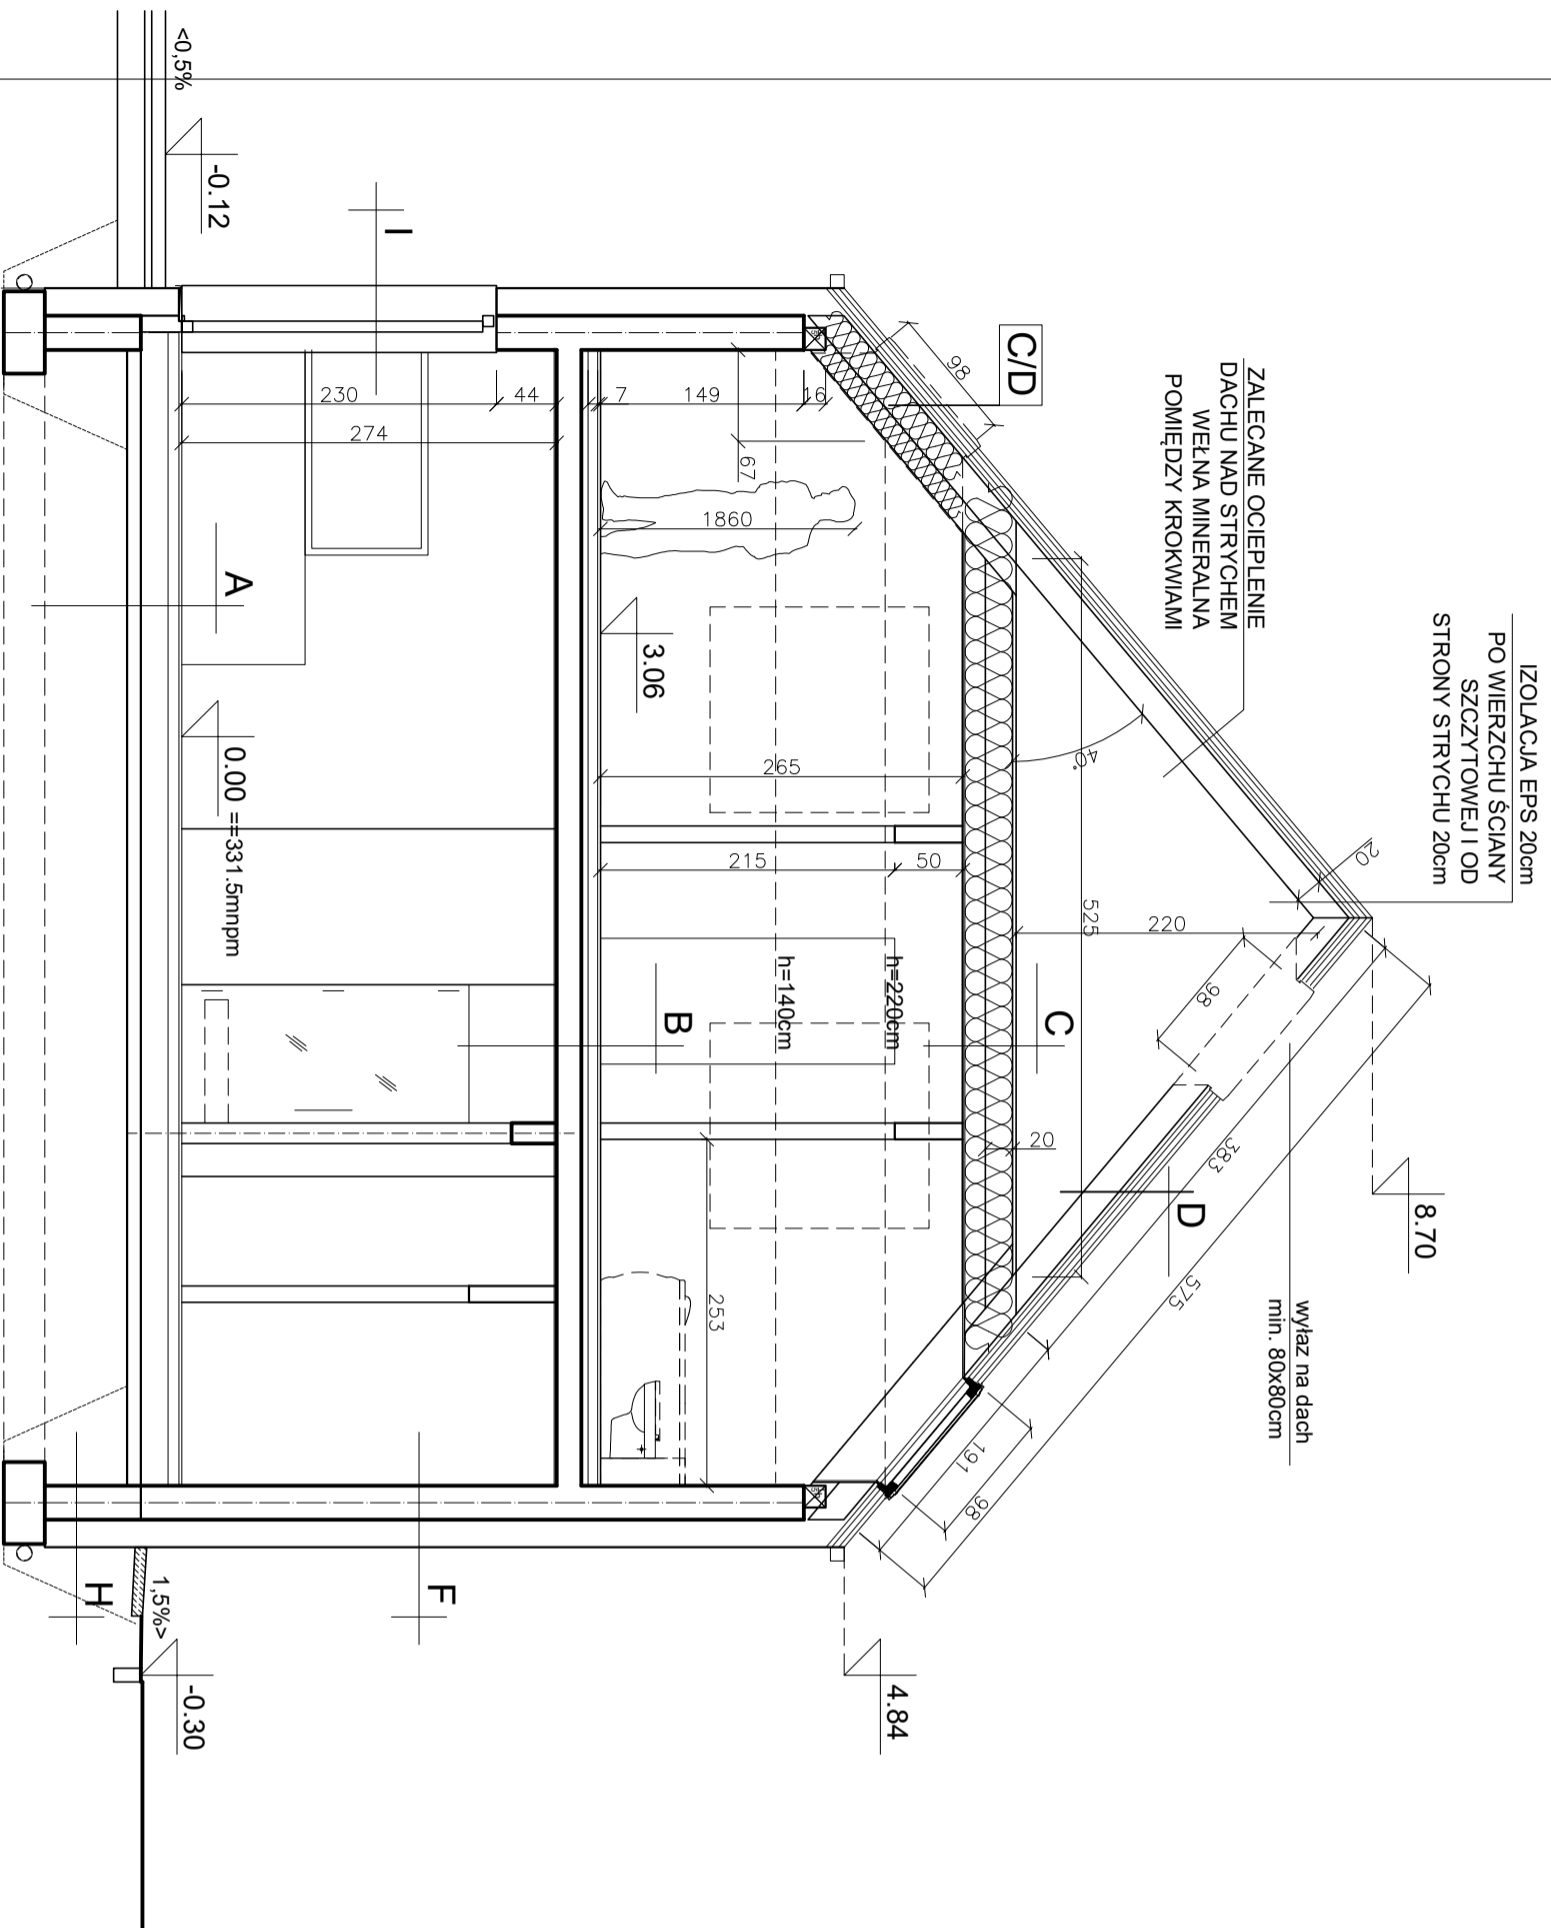 IZOLACJA EPS 20cm
PO WIERZCHU ŚCIANY
SZCZYTOWEJ I OD
STRONY STRYCHU 20cm
ZALECANE OCIEPLENIE
DACHU NAD STRYCHEM
WEŁNA MINERALNA
POMIĘDZY KROKWIAMI
wyłaz na dach
min. 80x80cm
8.70
20
220
98
383
575
40°
525
C/D
98
C
D
20
191
98
4.84
16
149
7
67
1860
3.06
265
215
50
h=220cm
h=140cm
B
253
44
230
274
I
F
A
0.00 ==331.5mnpm
<0,5%
-0.12
1,5%>
-0.30
H